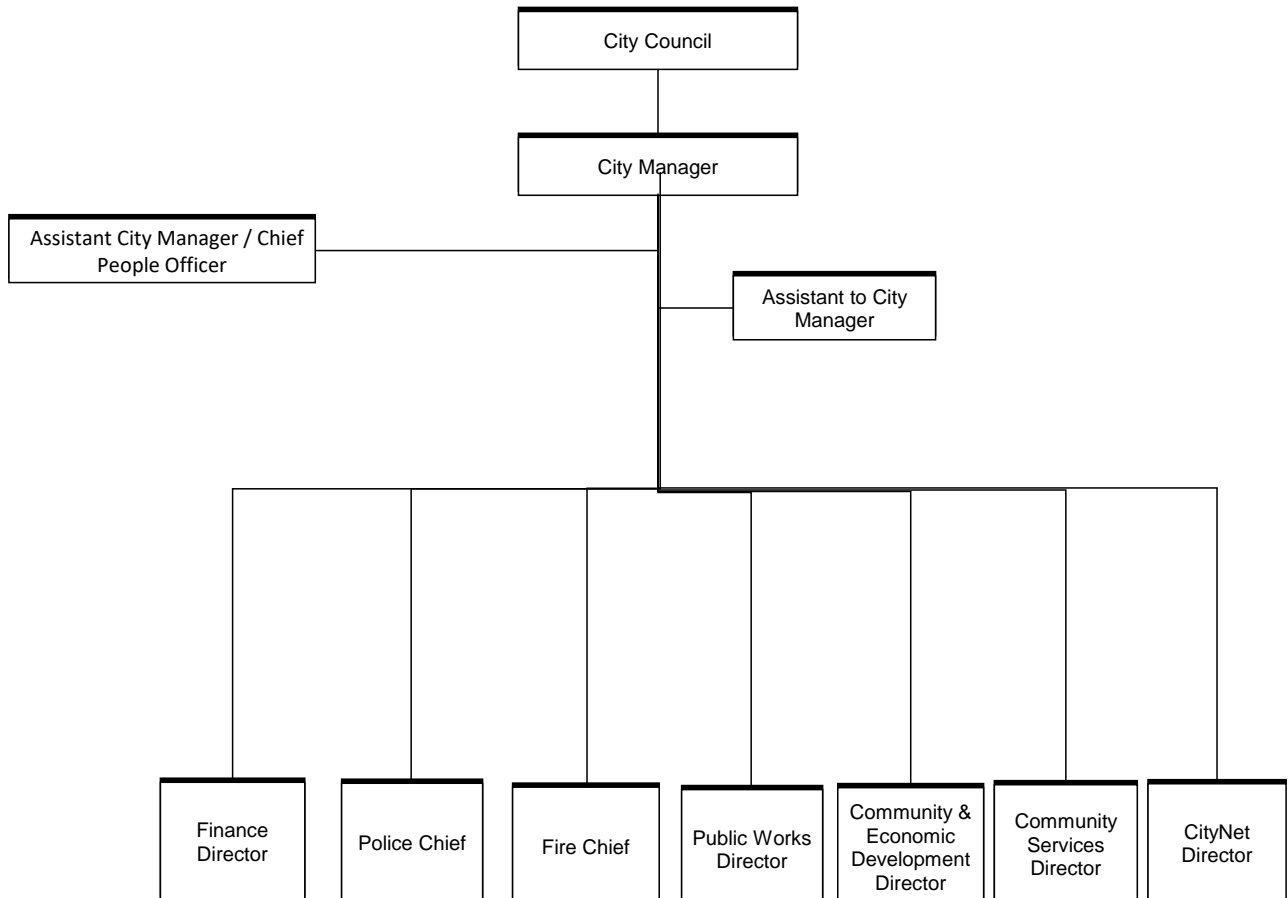 City Council
City Manager
Assistant City Manager / Chief
People Officer
Assistant to City
Manager
Finance
Director
Police Chief
Fire Chief
Public Works
Director
Community &
Economic
Development
Director
Community
Services
Director
CityNet
Director